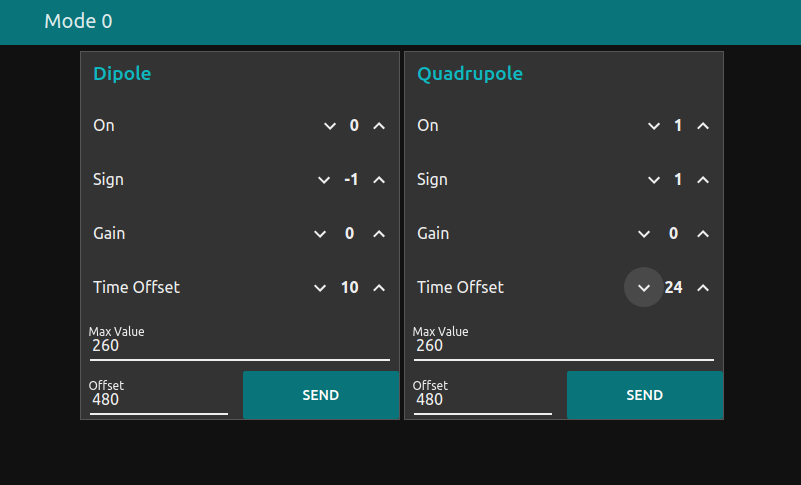 Mode 0
Dipole
On 0
Sign -1
Gain 0
Time Offset 10
Max Value
260
Offset
480
SEND
Quadrupole
On 1
Sign 1
Gain 0
Time Offset 24
Max Value
260
Offset
480
SEND